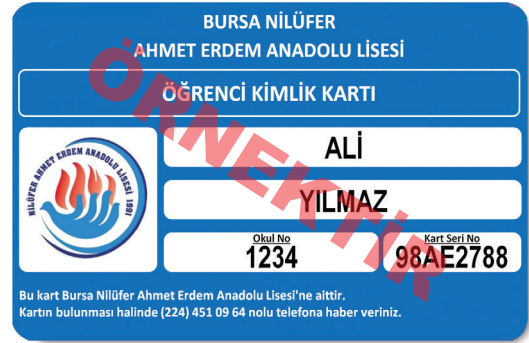 BURSA NİLÜFER
AHMET ERDEM ANADOLU LİSESİ
ÖĞRENCİ KİMLİK KARTI
NİLÜFER AHMET ERDEM ANADOLU LİSESİ 1991
ALİ
YILMAZ
Okul No
1234
Kart Seri No
98AE2788
ÖRNEKTİR
Bu kart Bursa Nilüfer Ahmet Erdem Anadolu Lisesi'ne aittir.
Kartın bulunması halinde (224) 451 09 64 nolu telefona haber veriniz.